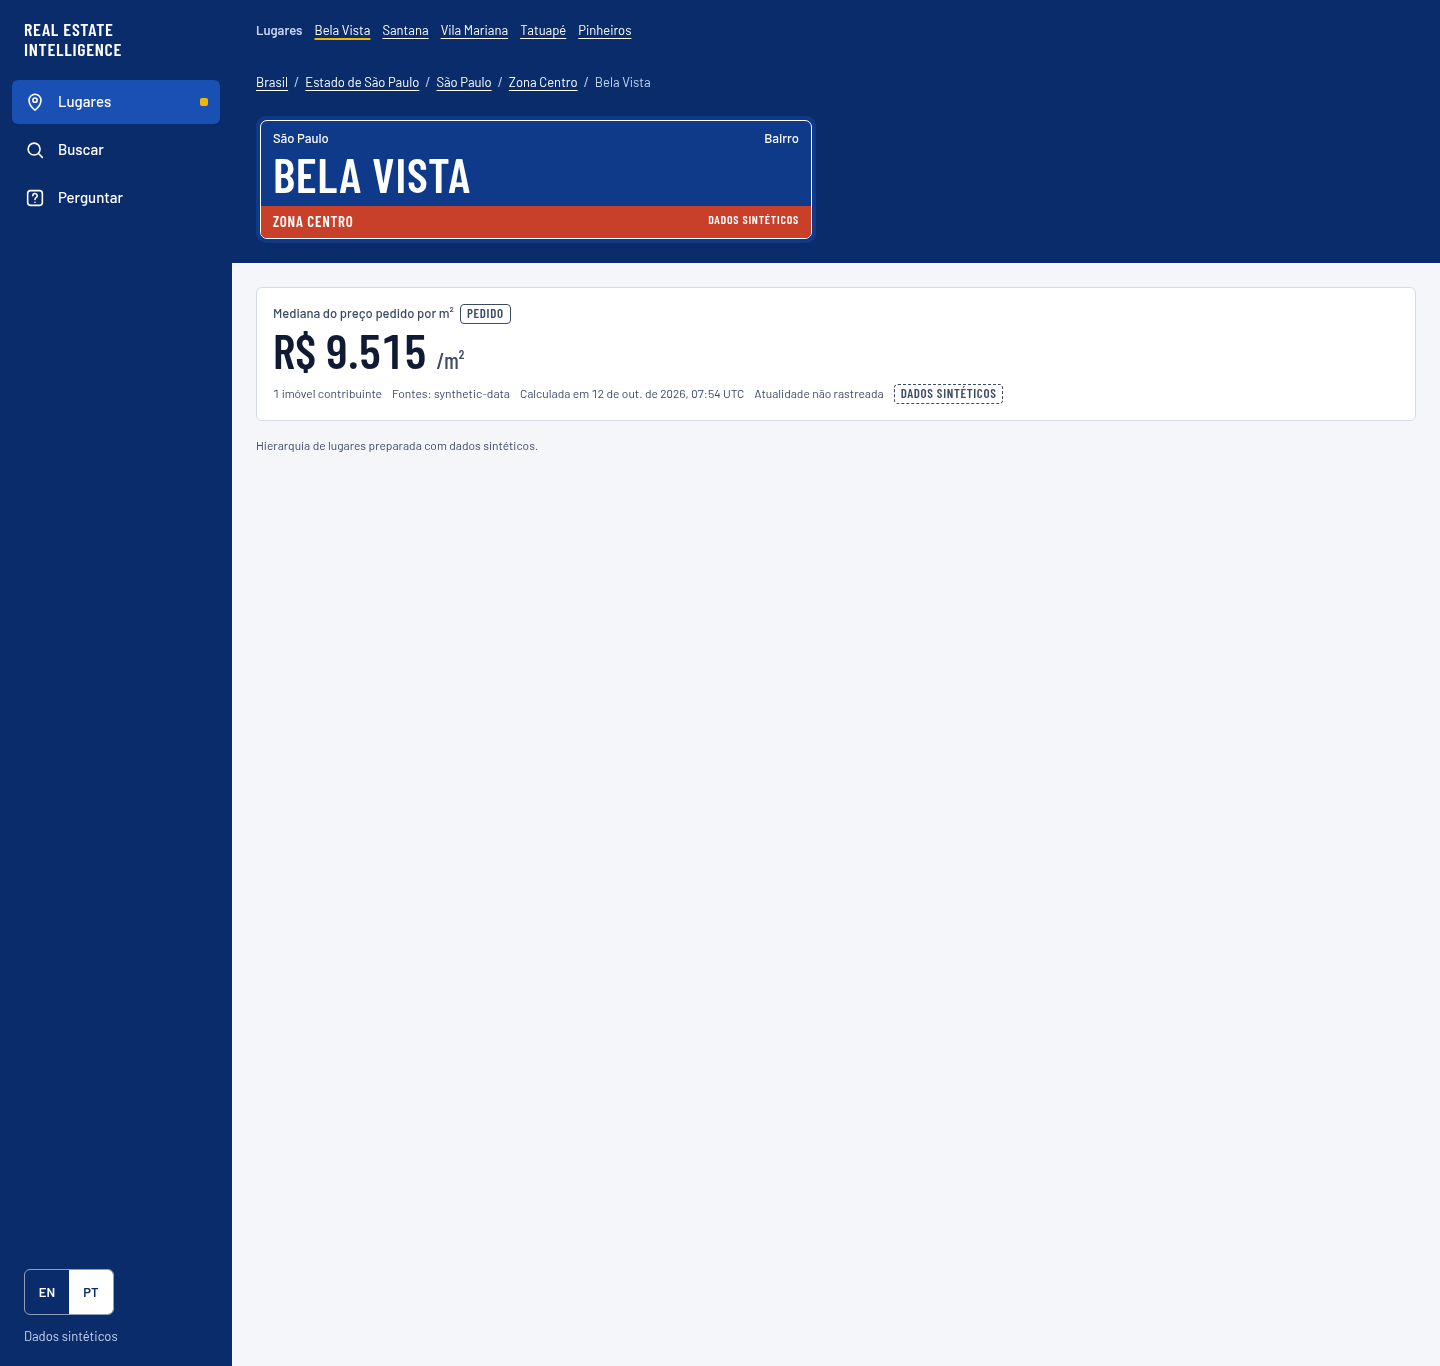 REAL ESTATE
INTELLIGENCE
Lugares
Buscar
Perguntar
EN PT
Dados sintéticos
Lugares Bela Vista Santana Vila Mariana Tatuapé Pinheiros
Brasil / Estado de São Paulo / São Paulo / Zona Centro / Bela Vista
São Paulo Bairro
BELA VISTA
ZONA CENTRO DADOS SINTÉTICOS
Mediana do preço pedido por m² PEDIDO
R$ 9.515 /m²
1 imóvel contribuinte Fontes: synthetic-data Calculada em 12 de out. de 2026, 07:54 UTC Atualidade não rastreada DADOS SINTÉTICOS
Hierarquia de lugares preparada com dados sintéticos.